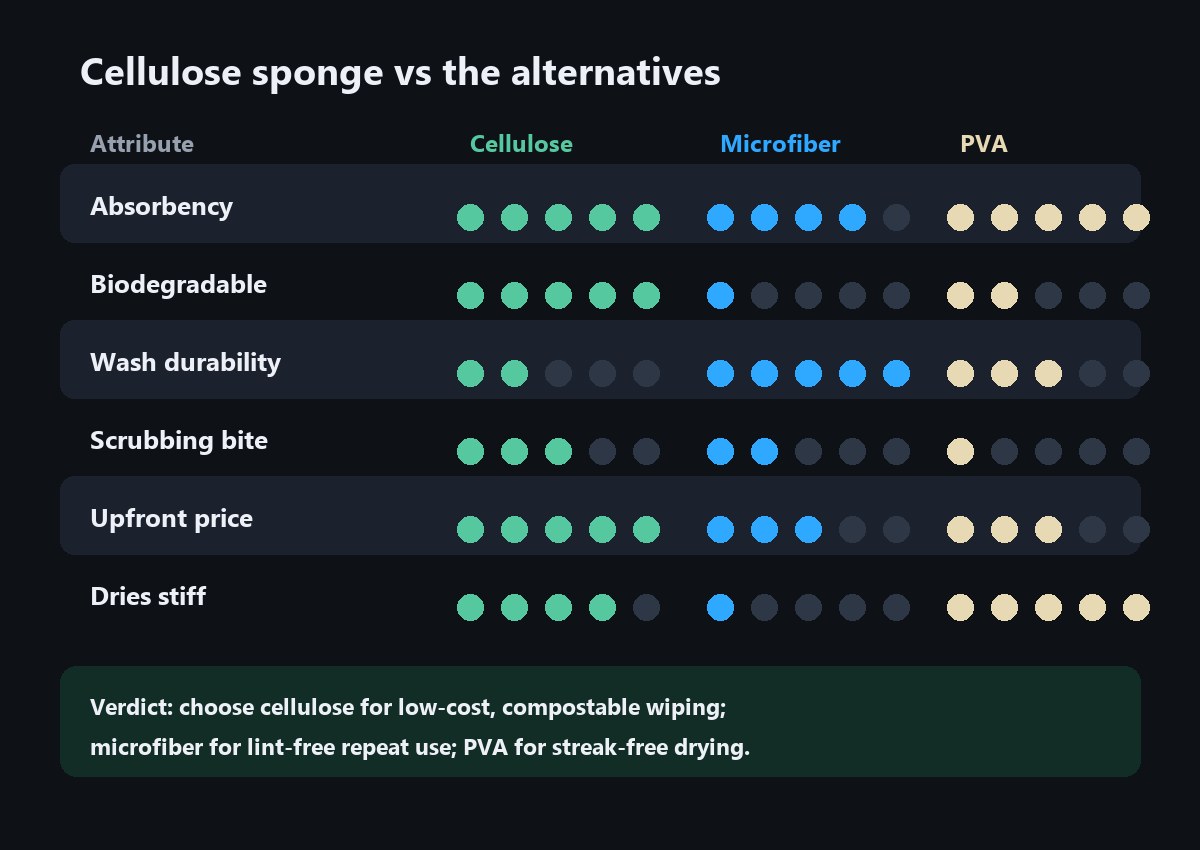 Cellulose sponge vs the alternatives
Attribute Cellulose Microfiber PVA
Absorbency
Biodegradable
Wash durability
Scrubbing bite
Upfront price
Dries stiff
Verdict: choose cellulose for low-cost, compostable wiping;
microfiber for lint-free repeat use; PVA for streak-free drying.